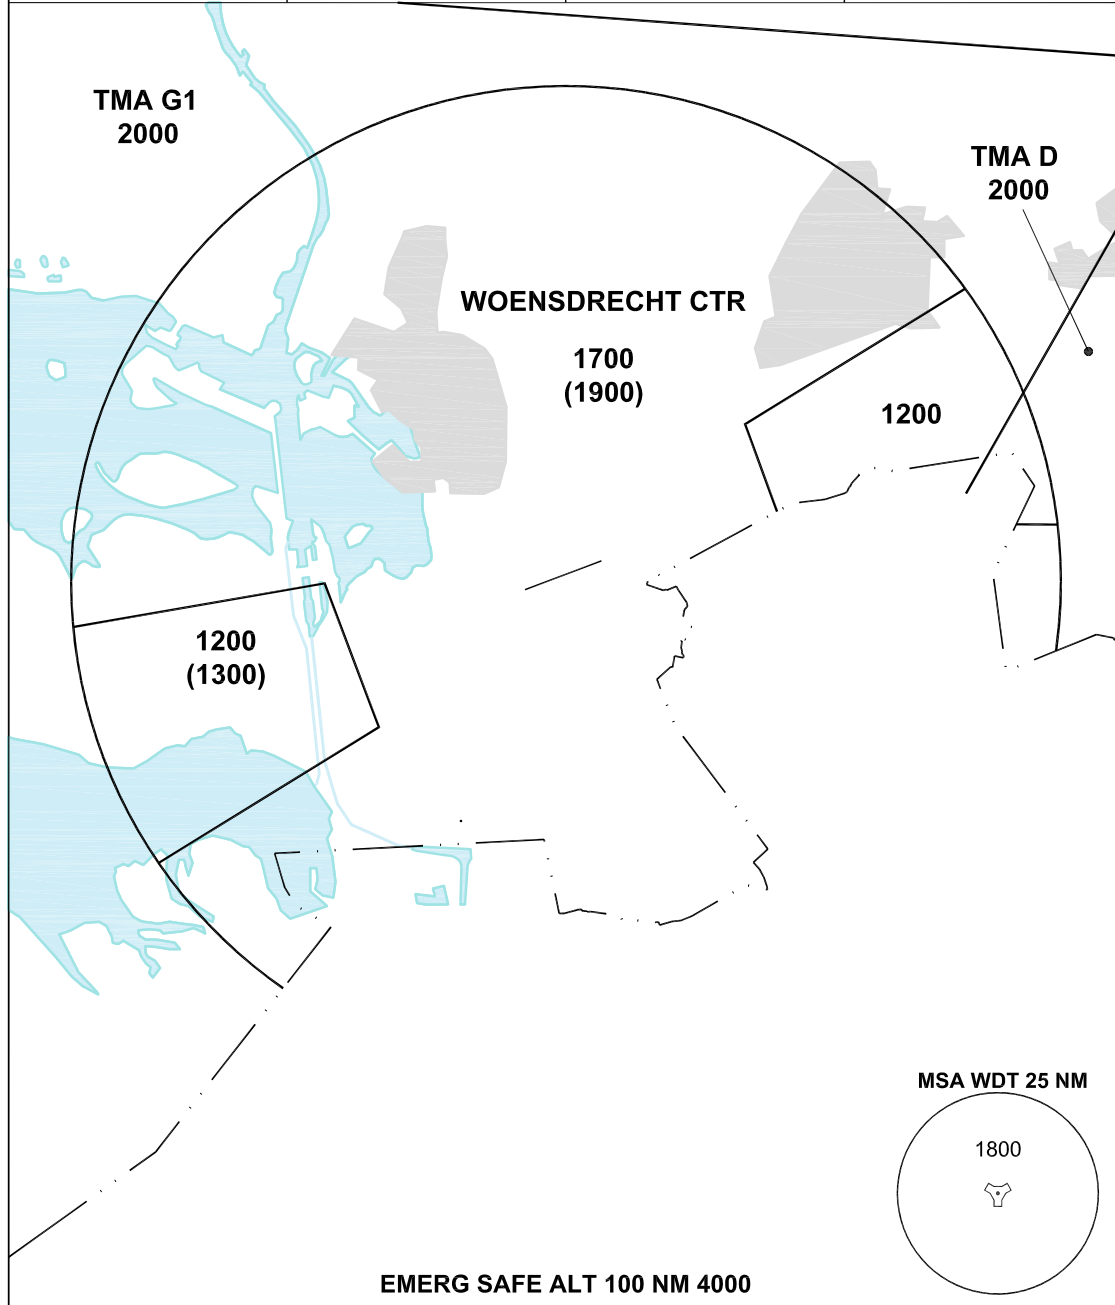 TMA G1
2000
TMA D
2000
WOENSDRECHT CTR
1700
(1900)
1200
1200
(1300)
MSA WDT 25 NM
1800
EMERG SAFE ALT 100 NM 4000